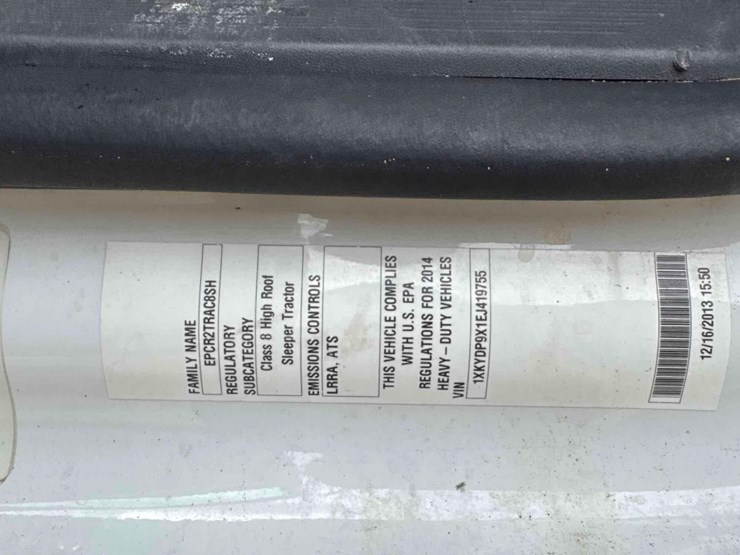 FAMILY NAME
EPCR2TRAC8SH
REGULATORY
SUBCATEGORY
Class 8 High Roof
Sleeper Tractor
EMISSIONS CONTROLS
LRRA, ATS
THIS VEHICLE COMPLIES
WITH U.S. EPA
REGULATIONS FOR 2014
HEAVY – DUTY VEHICLES
VIN
1XKYDP9X1EJ419755
12/16/2013 15:50